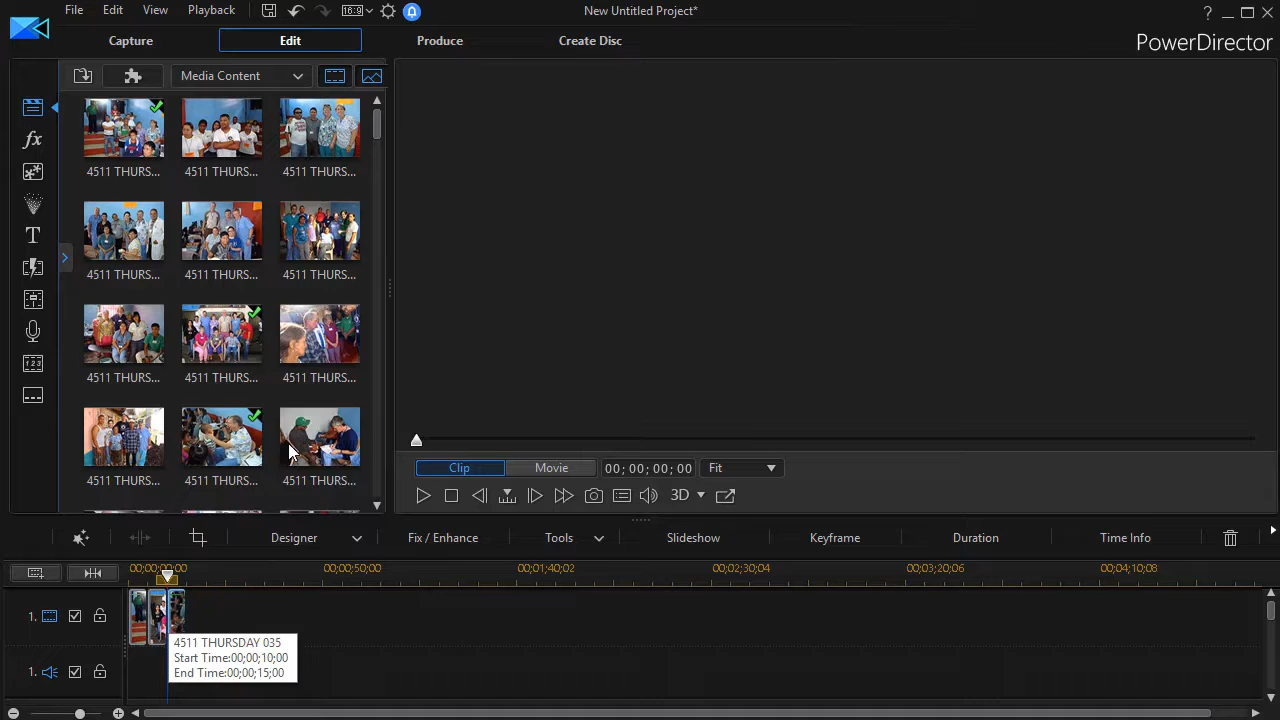 File Edit View Playback
16:9
New Untitled Project*
?
Capture Edit Produce Create Disc
PowerDirector
Media Content
fx
T
4511 THURS... 4511 THURS... 4511 THURS...
4511 THURS... 4511 THURS... 4511 THURS...
4511 THURS... 4511 THURS... 4511 THURS...
4511 THURS... 4511 THURS... 4511 THURS...
Clip Movie 00; 00; 00; 00 Fit
3D
Designer Fix / Enhance Tools Slideshow Keyframe Duration Time Info
00;00;00;00 00;00;50;00 00;01;40;02 00;02;30;04 00;03;20;06 00;04;10;08
1.
4511 THURSDAY 035
Start Time:00;00;10;00
End Time:00;00;15;00
1.